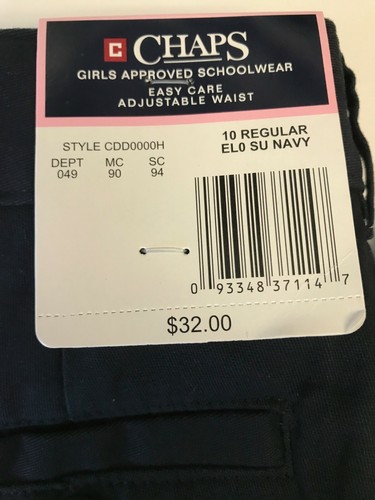 C CHAPS
GIRLS APPROVED SCHOOLWEAR
EASY CARE
ADJUSTABLE WAIST
STYLE CDD0000H
10 REGULAR
EL0 SU NAVY
DEPT MC SC
049 90 94
0 93348 37114 7
$32.00